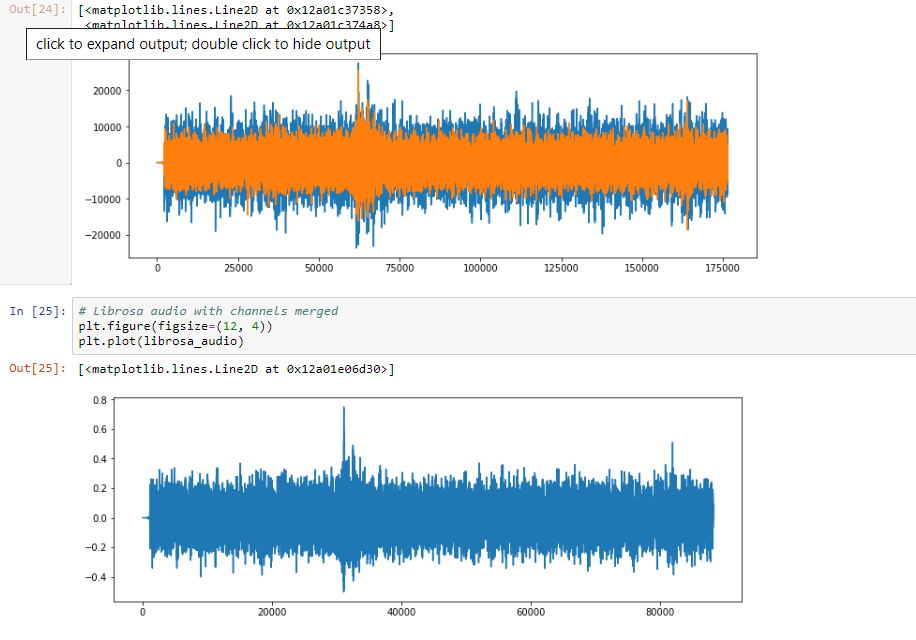 Out[24]: [<matplotlib.lines.Line2D at 0x12a01c37358>,
<matplotlib.lines.Line2D at 0x12a01c374a8>]
click to expand output; double click to hide output
20000
10000
0
−10000
−20000
0 25000 50000 75000 100000 125000 150000 175000
In [25]: # Librosa audio with channels merged
plt.figure(figsize=(12, 4))
plt.plot(librosa_audio)
Out[25]: [<matplotlib.lines.Line2D at 0x12a01e06d30>]
0.8
0.6
0.4
0.2
0.0
−0.2
−0.4
0 20000 40000 60000 80000